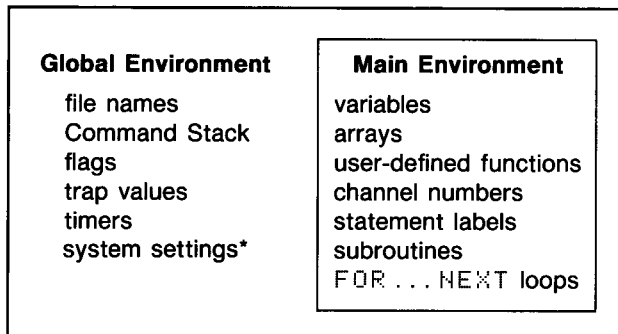 Global Environment
file names
Command Stack
flags
trap values
timers
system settings*
Main Environment
variables
arrays
user-defined functions
channel numbers
statement labels
subroutines
FOR ... NEXT loops